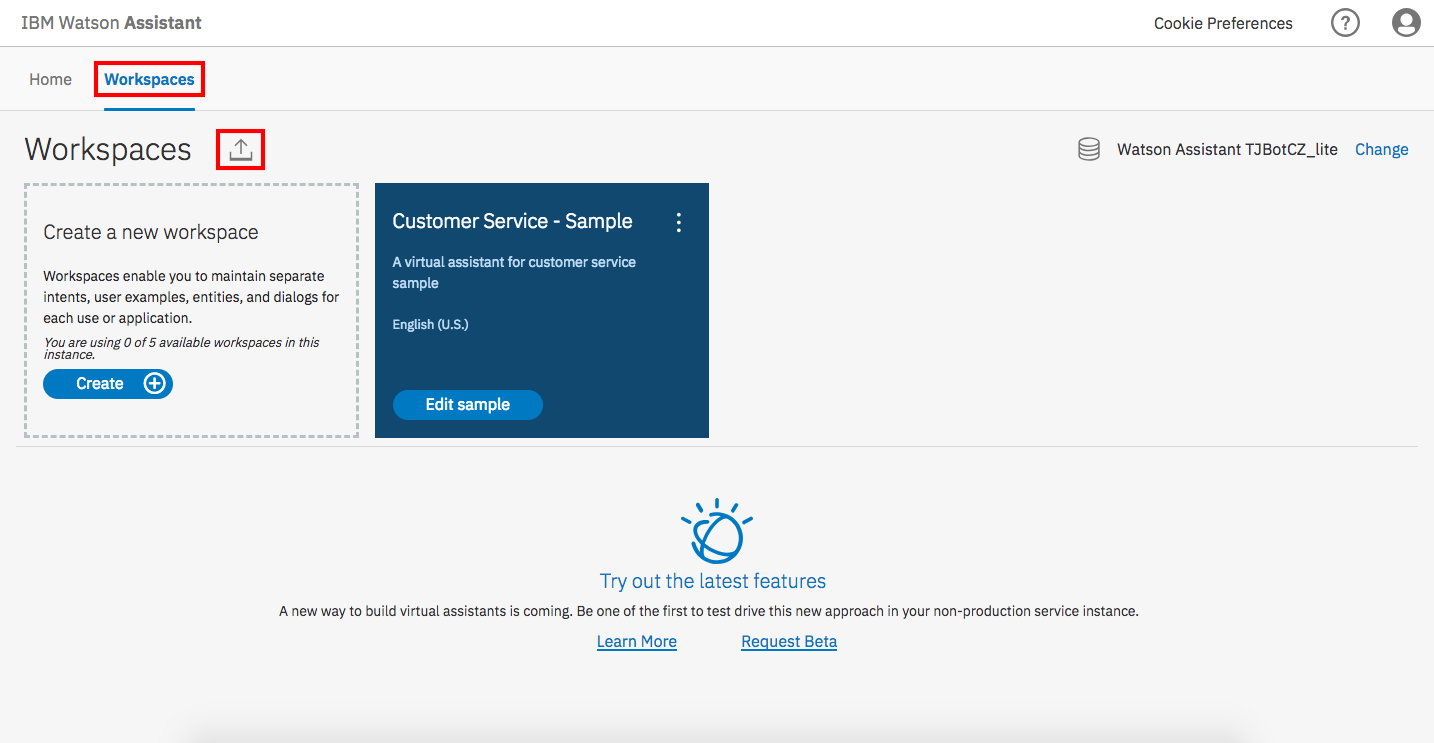 IBM Watson Assistant
Cookie Preferences
?
Home
Workspaces
Workspaces
Watson Assistant TJBotCZ_lite
Change
Create a new workspace
Workspaces enable you to maintain separate
intents, user examples, entities, and dialogs for
each use or application.
You are using 0 of 5 available workspaces in this
instance.
Create
Customer Service - Sample
A virtual assistant for customer service
sample
English (U.S.)
Edit sample
Try out the latest features
A new way to build virtual assistants is coming. Be one of the first to test drive this new approach in your non-production service instance.
Learn More
Request Beta